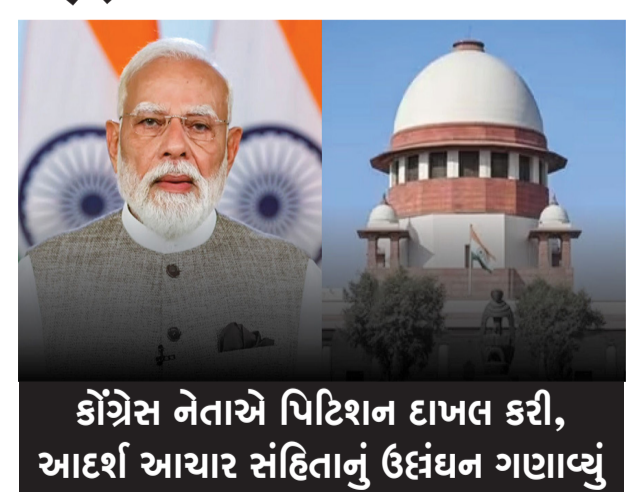 કોંગ્રેસ નેતાએ પિટિશન દાખલ કરી,
આદર્શ આચાર સંહિતાનું ઉલ્લંઘન ગણાવ્યું